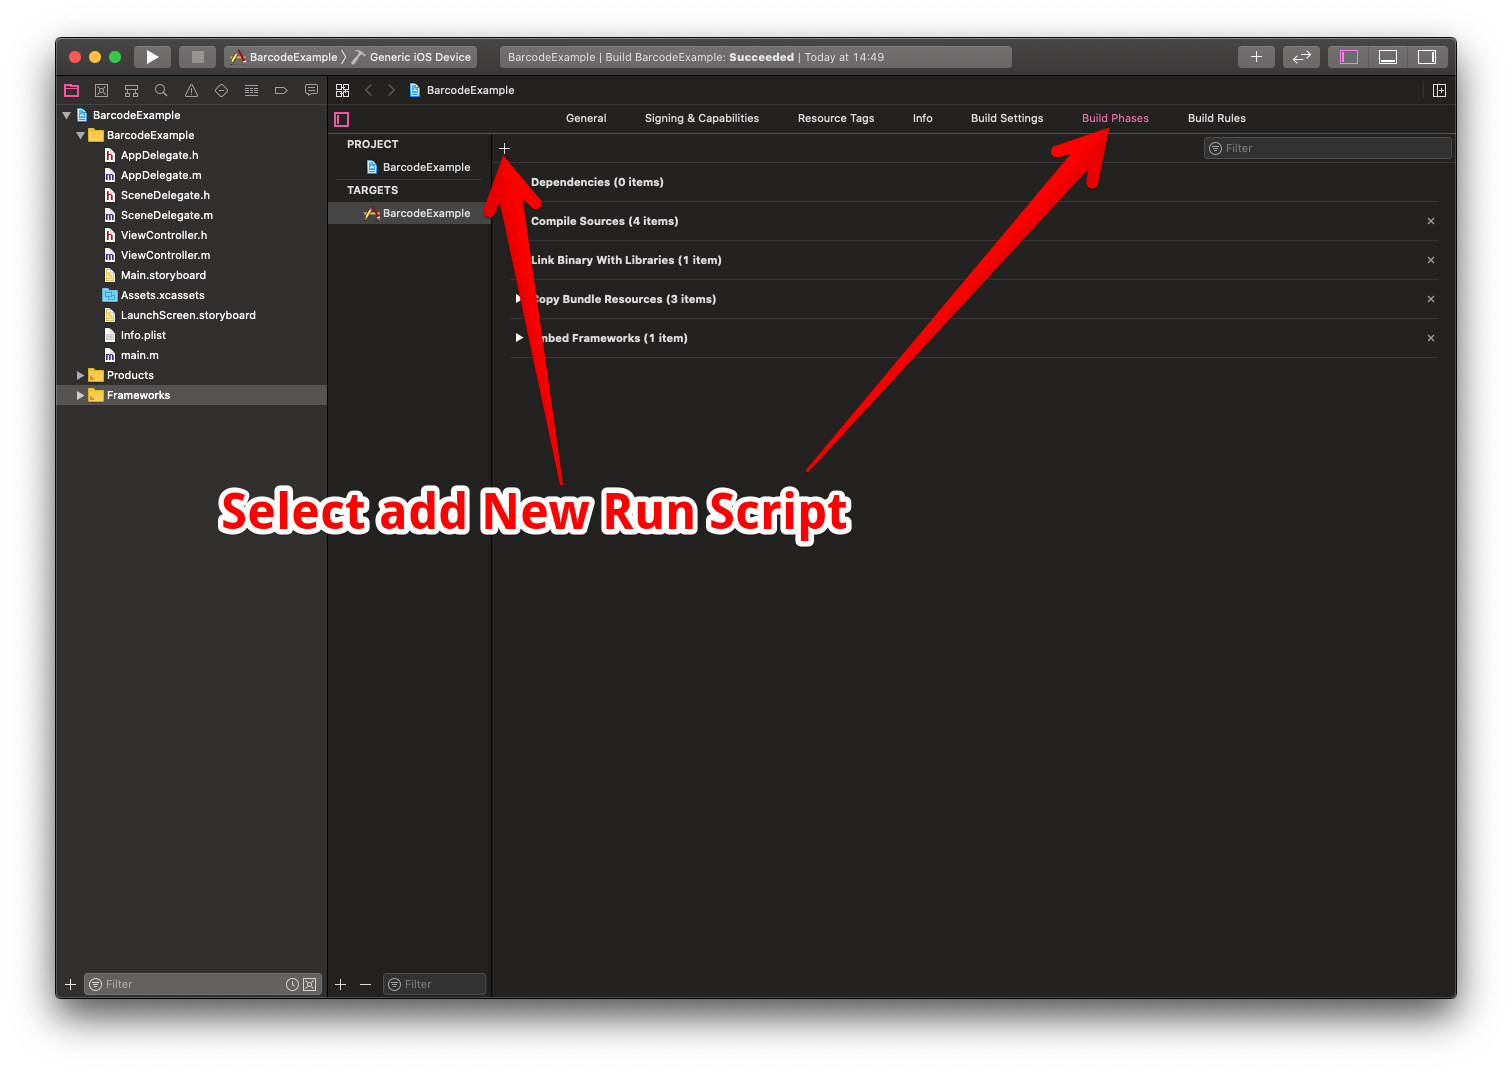 BarcodeExample 〉 Generic iOS Device
BarcodeExample | Build BarcodeExample: Succeeded | Today at 14:49
BarcodeExample
General Signing & Capabilities Resource Tags Info Build Settings Build Phases Build Rules
BarcodeExample
BarcodeExample
AppDelegate.h
AppDelegate.m
SceneDelegate.h
SceneDelegate.m
ViewController.h
ViewController.m
Main.storyboard
Assets.xcassets
LaunchScreen.storyboard
Info.plist
main.m
Products
Frameworks
PROJECT
BarcodeExample
TARGETS
BarcodeExample
Filter
Dependencies (0 items)
Compile Sources (4 items)
Link Binary With Libraries (1 item)
Copy Bundle Resources (3 items)
mbed Frameworks (1 item)
Select add New Run Script
Filter
Filter